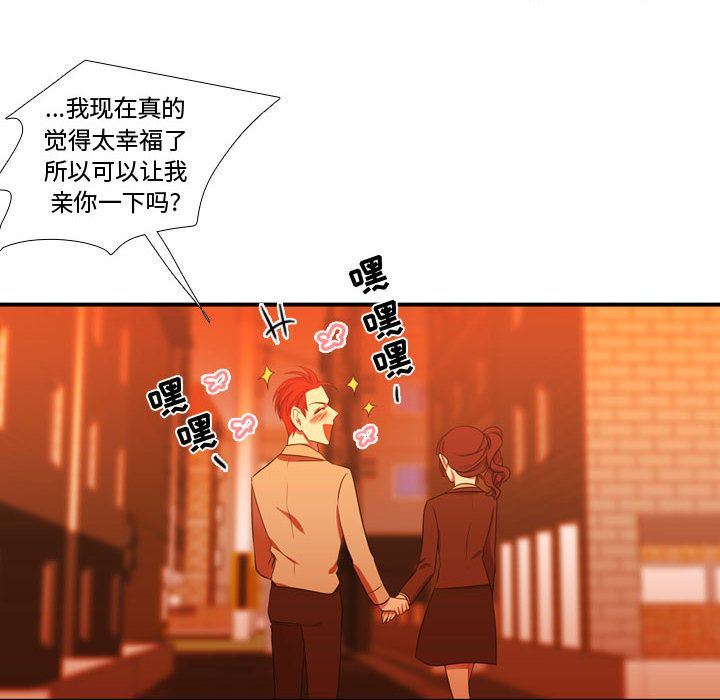 ...我现在真的
觉得太幸福了
所以可以让我
亲你一下吗?
嘿
嘿
嘿~
嘿
嘿~